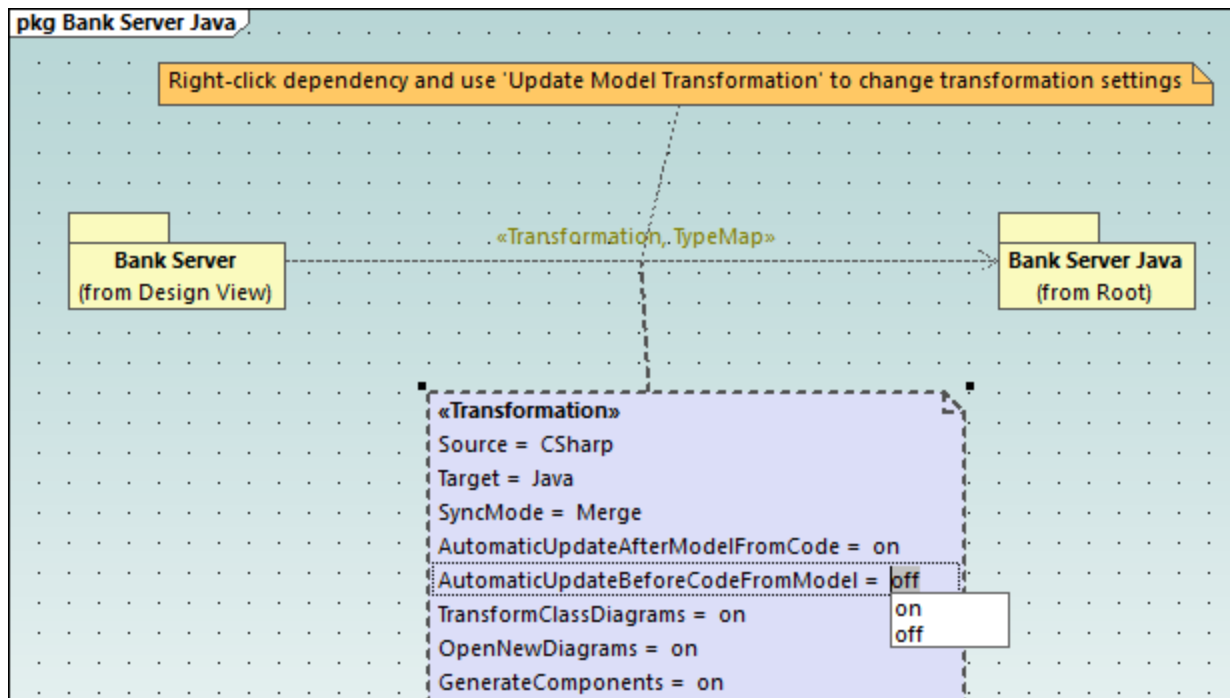 pkg Bank Server Java
Right-click dependency and use 'Update Model Transformation' to change transformation settings
«Transformation, TypeMap»
Bank Server
(from Design View)
Bank Server Java
(from Root)
«Transformation»
Source = CSharp
Target = Java
SyncMode = Merge
AutomaticUpdateAfterModelFromCode = on
AutomaticUpdateBeforeCodeFromModel = off
on
off
TransformClassDiagrams = on
OpenNewDiagrams = on
GenerateComponents = on